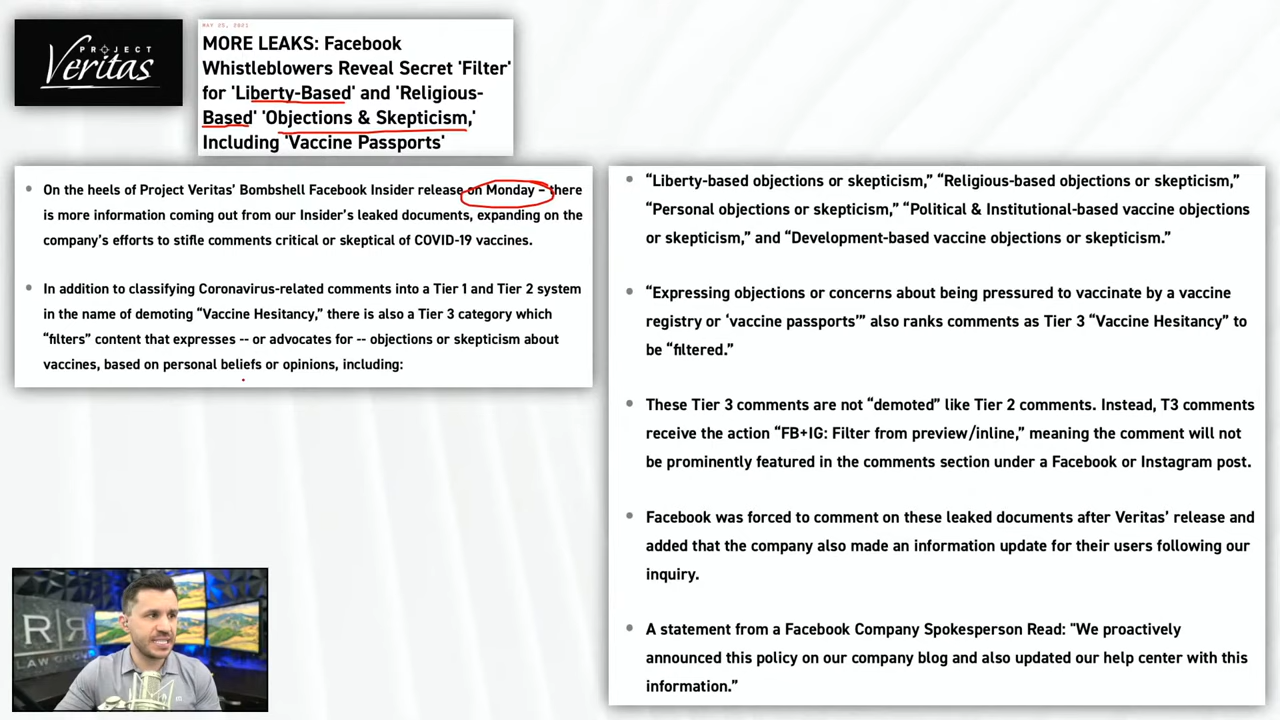 PROJECT
Veritas
MAY 25, 2021
MORE LEAKS: Facebook
Whistleblowers Reveal Secret 'Filter'
for 'Liberty-Based' and 'Religious-
Based' 'Objections & Skepticism,'
Including 'Vaccine Passports'
On the heels of Project Veritas’ Bombshell Facebook Insider release on Monday – there
is more information coming out from our Insider’s leaked documents, expanding on the
company’s efforts to stifle comments critical or skeptical of COVID-19 vaccines.
In addition to classifying Coronavirus-related comments into a Tier 1 and Tier 2 system
in the name of demoting “Vaccine Hesitancy,” there is also a Tier 3 category which
“filters” content that expresses -- or advocates for -- objections or skepticism about
vaccines, based on personal beliefs or opinions, including:
“Liberty-based objections or skepticism,” “Religious-based objections or skepticism,”
“Personal objections or skepticism,” “Political & Institutional-based vaccine objections
or skepticism,” and “Development-based vaccine objections or skepticism.”
“Expressing objections or concerns about being pressured to vaccinate by a vaccine
registry or ‘vaccine passports’” also ranks comments as Tier 3 “Vaccine Hesitancy” to
be “filtered.”
These Tier 3 comments are not “demoted” like Tier 2 comments. Instead, T3 comments
receive the action “FB+IG: Filter from preview/inline,” meaning the comment will not
be prominently featured in the comments section under a Facebook or Instagram post.
Facebook was forced to comment on these leaked documents after Veritas’ release and
added that the company also made an information update for their users following our
inquiry.
A statement from a Facebook Company Spokesperson Read: "We proactively
announced this policy on our company blog and also updated our help center with this
information.”
R R
LAW GROUP